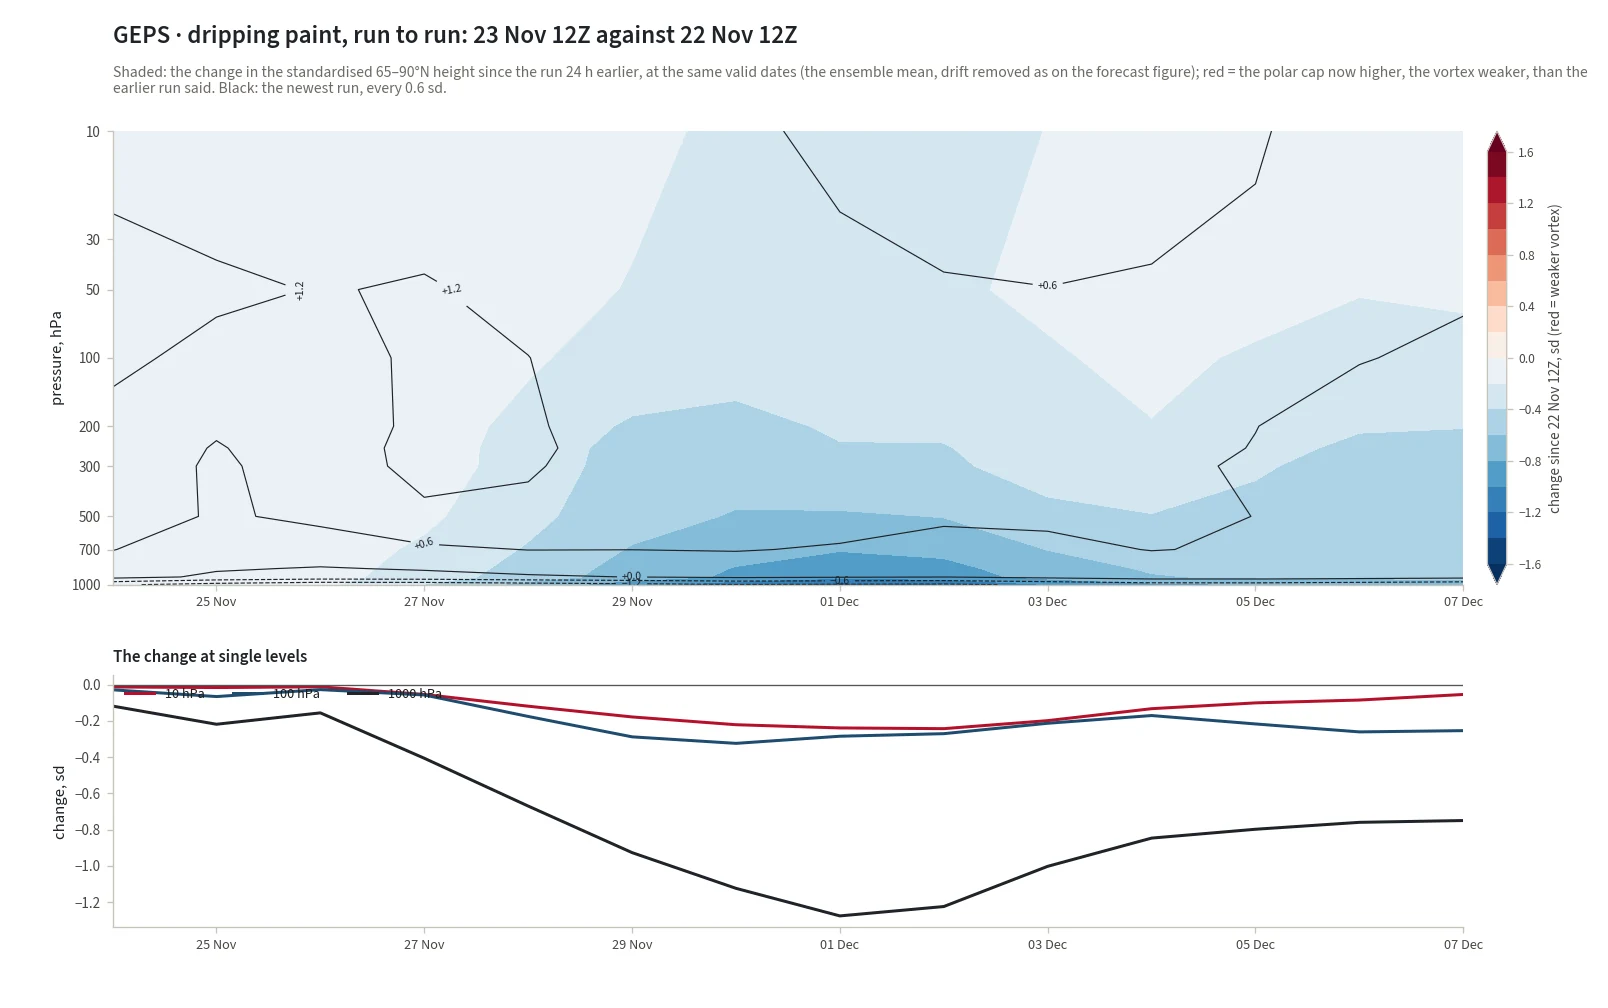 GEPS · dripping paint, run to run: 23 Nov 12Z against 22 Nov 12Z
Shaded: the change in the standardised 65–90°N height since the run 24 h earlier, at the same valid dates (the ensemble mean, drift removed as on the forecast figure); red = the polar cap now higher, the vortex weaker, than the
earlier run said. Black: the newest run, every 0.6 sd.
pressure, hPa
10
30
50
100
200
300
500
700
1000
+1.2
+1.2
+0.6
+0.6
+0.0
−0.6
25 Nov
27 Nov
29 Nov
01 Dec
03 Dec
05 Dec
07 Dec
1.6
1.2
0.8
0.4
0.0
−0.4
−0.8
−1.2
−1.6
change since 22 Nov 12Z, sd (red = weaker vortex)
The change at single levels
change, sd
0.0
−0.2
−0.4
−0.6
−0.8
−1.0
−1.2
10 hPa
100 hPa
1000 hPa
25 Nov
27 Nov
29 Nov
01 Dec
03 Dec
05 Dec
07 Dec